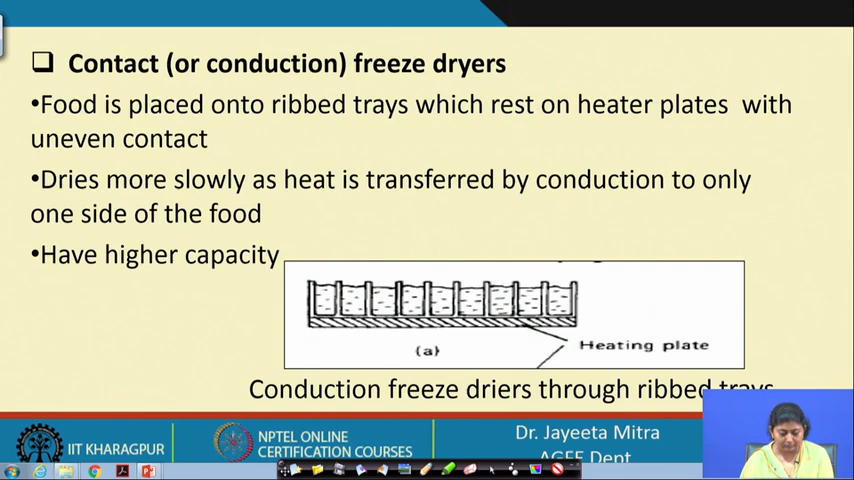 Contact (or conduction) freeze dryers
•Food is placed onto ribbed trays which rest on heater plates with
uneven contact
•Dries more slowly as heat is transferred by conduction to only
one side of the food
•Have higher capacity
Heating plate
(a)
Conduction freeze driers through ribbed trays
IIT KHARAGPUR
NPTEL ONLINE
CERTIFICATION COURSES
Dr. Jayeeta Mitra
AGFE Dept